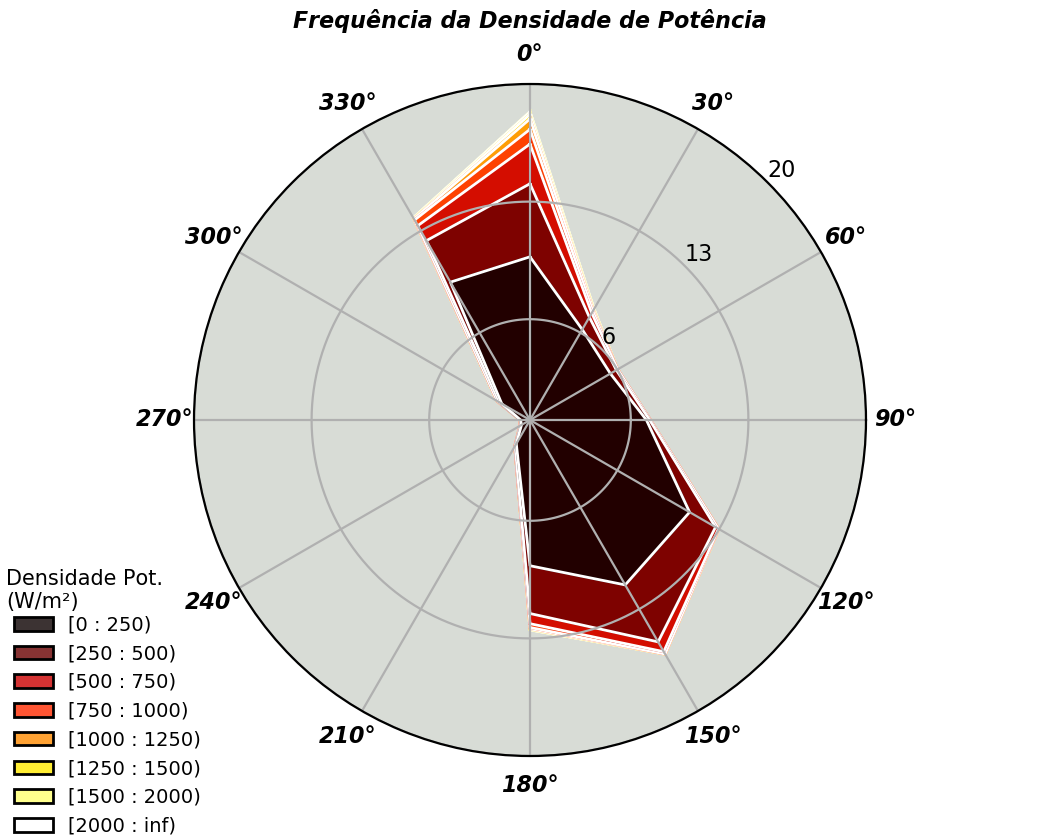 Frequência da Densidade de Potência
0°
330°
30°
20
300°
60°
13
6
270°
90°
240°
120°
210°
150°
180°
Densidade Pot.
(W/m²)
[0 : 250)
[250 : 500)
[500 : 750)
[750 : 1000)
[1000 : 1250)
[1250 : 1500)
[1500 : 2000)
[2000 : inf)